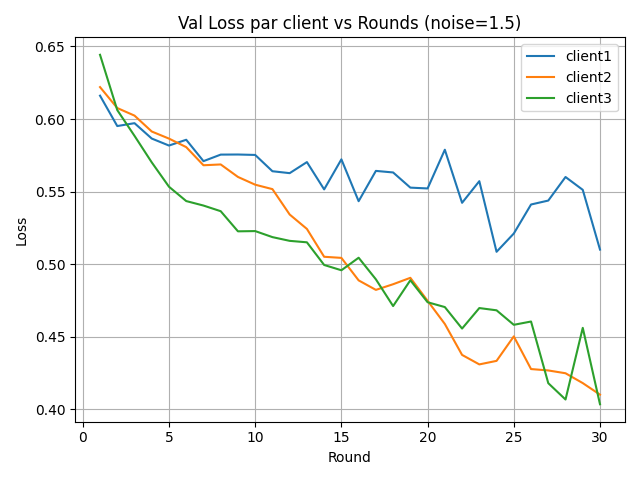 Val Loss par client vs Rounds (noise=1.5)
client1
client2
client3
Loss
0.65
0.60
0.55
0.50
0.45
0.40
0 5 10 15 20 25 30
Round